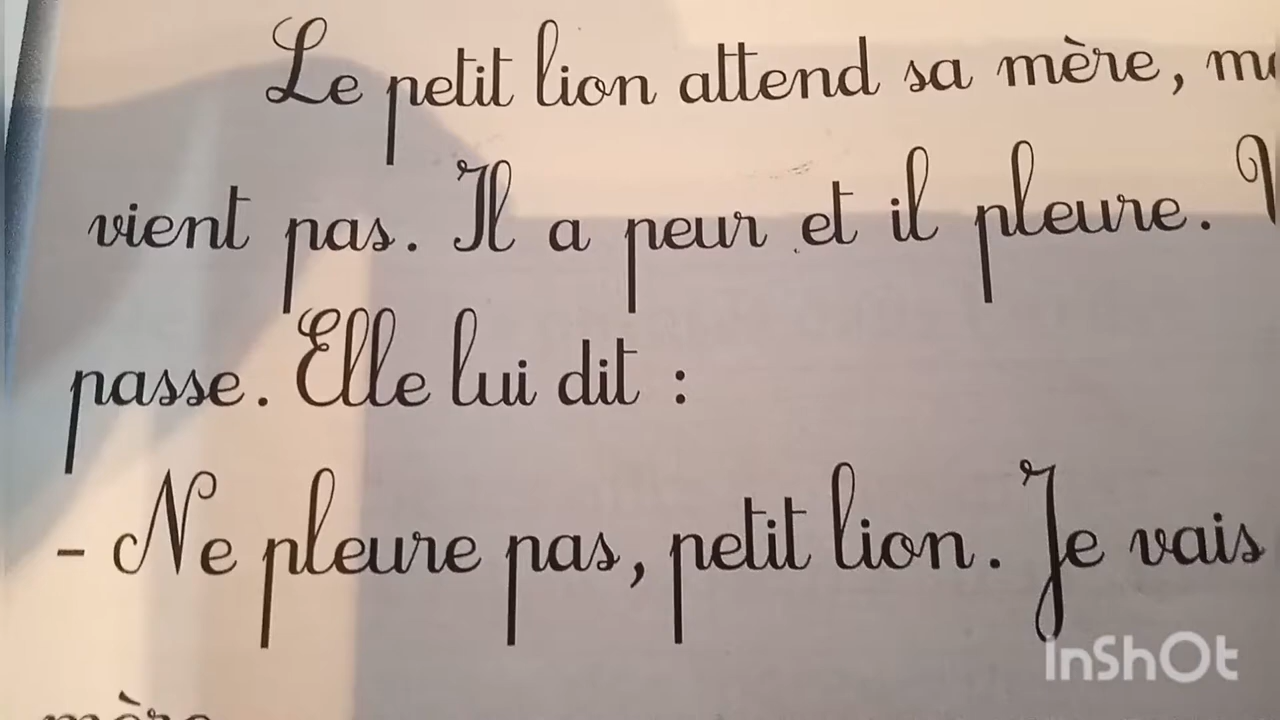 Le petit lion attend sa mère,
vient pas. Il a peur et il pleure.
passe. Elle lui dit :
- Ne pleure pas, petit lion. Je vais
mère
InShOt